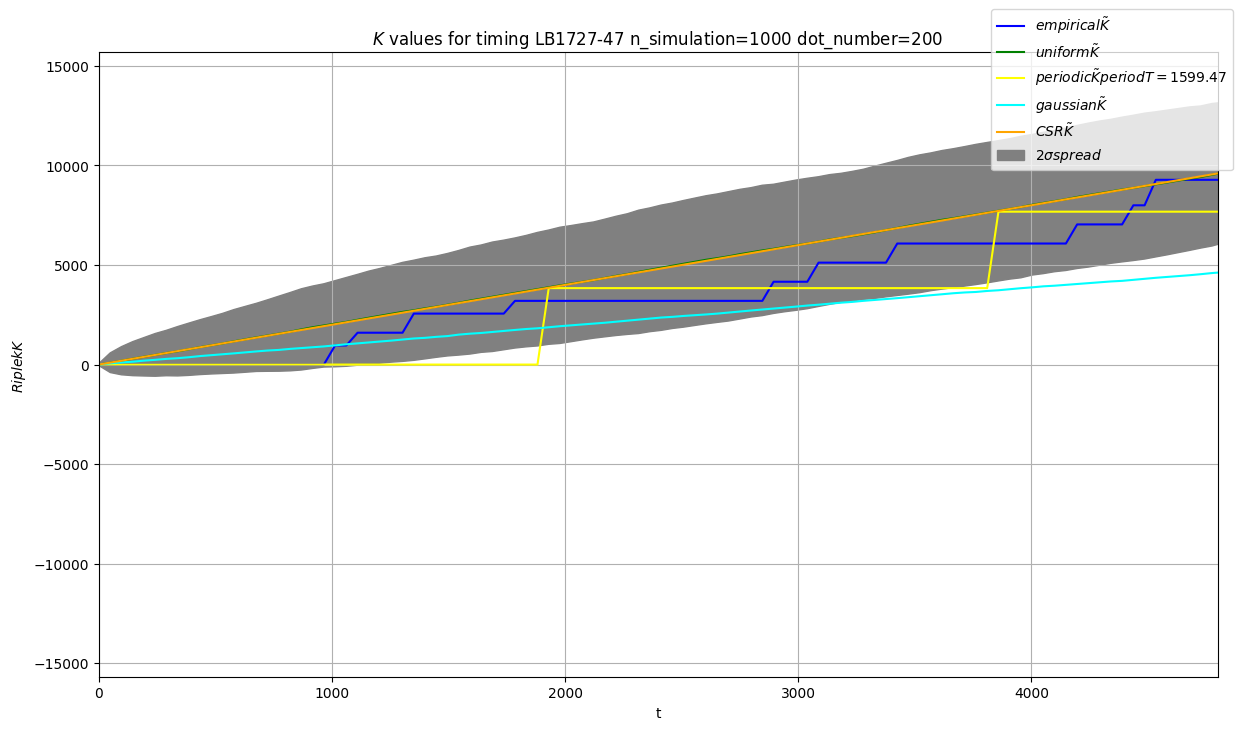 K values for timing LB1727-47 n_simulation=1000 dot_number=200
empiricalK̃
uniformK̃
periodicK̃periodT = 1599.47
gaussianK̃
CSRK̃
2σspread
15000
10000
5000
0
−5000
−10000
−15000
RiplekK
0 1000 2000 3000 4000
t